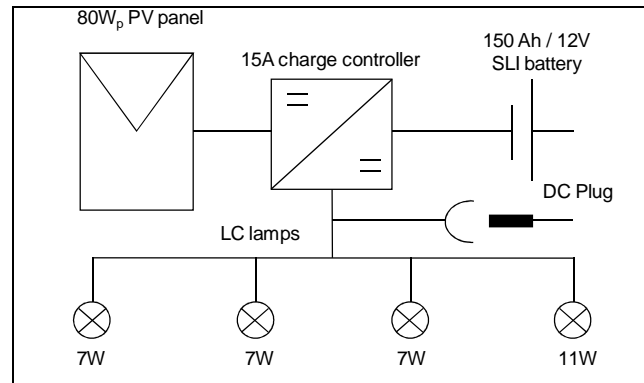 80Wp PV panel
15A charge controller
150 Ah / 12V
SLI battery
DC Plug
LC lamps
7W
7W
7W
11W